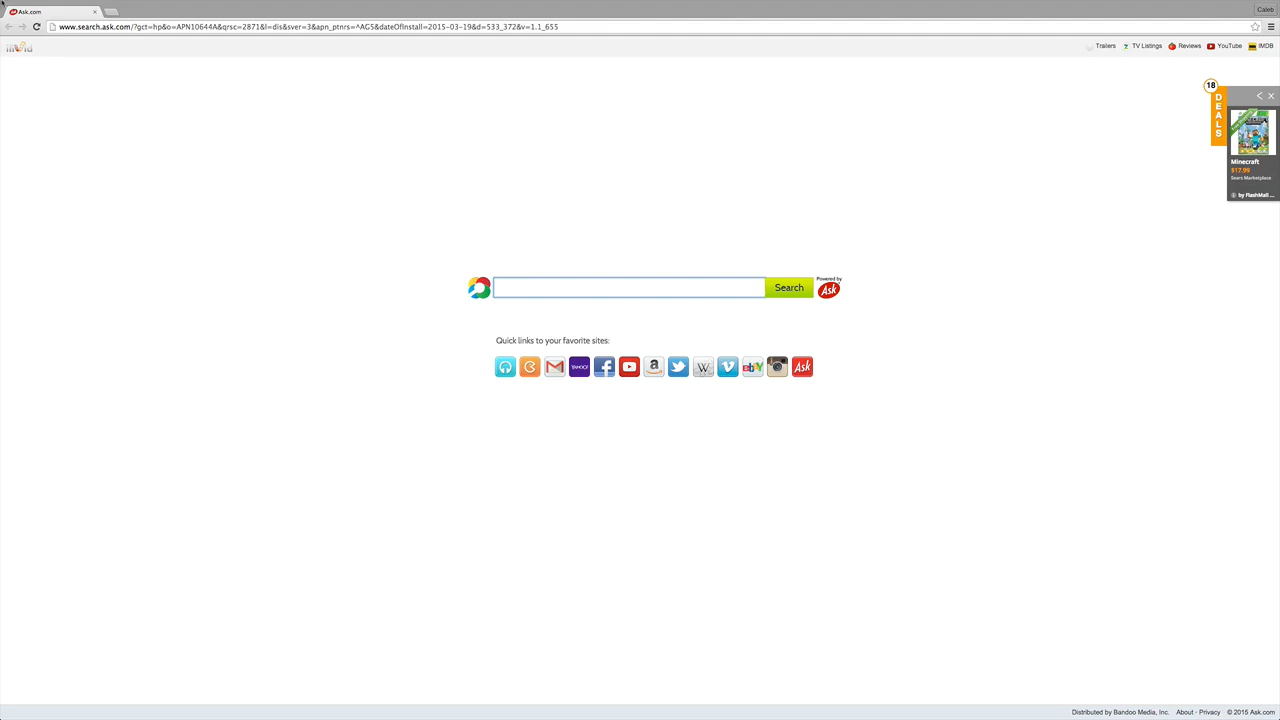 Ask.com
Caleb
www.search.ask.com/?gct=hp&o=APN10644A&qrsc=2871&l=dis&sver=3&apn_ptnrs=^AG5&dateOfInstall=2015-03-19&d=533_372&v=1.1_655
Trailers TV Listings Reviews YouTube IMDB
18
DEALS
Minecraft
$17.99
Sears Marketplace
by FlashMall ...
Search
Powered by
Ask
Quick links to your favorite sites:
YAHOO! f a W ebY Ask
Distributed by Bandoo Media, Inc. About - Privacy © 2015 Ask.com